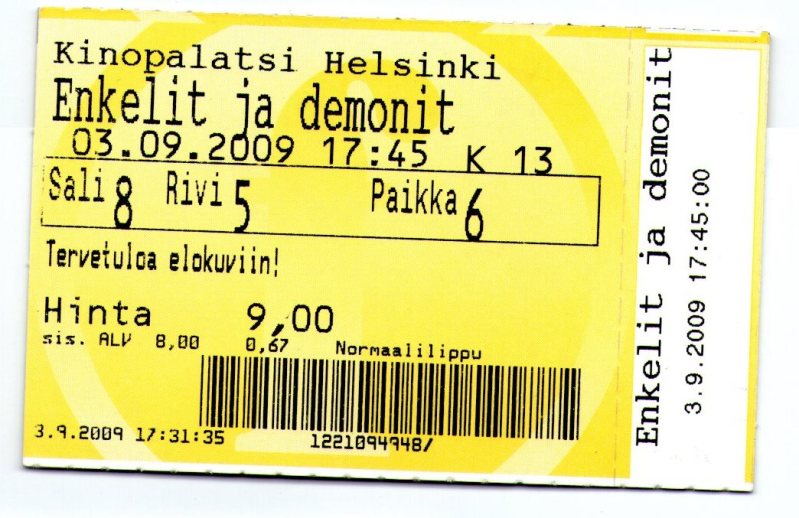 Kinopalatsi Helsinki
Enkelit ja demonit
03.09.2009 17:45 K 13
Sali 8 Rivi 5 Paikka 6
Tervetuloa elokuviin!
Hinta 9,00
sis. ALV 8,00 0,67 Normaalilippu
3.9.2009 17:31:35 1221094948/
Enkelit ja demonit
3.9.2009 17:45:00